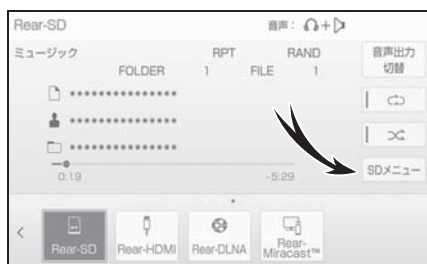 Rear-SD
音声: +
ミュージック RPT RAND
FOLDER 1 FILE 1
音声出力
切替
***************
***************
***************
0:19 -5:29
SDメニュー
Rear-SD
Rear-HDMI
Rear-DLNA
Rear-
Miracast™